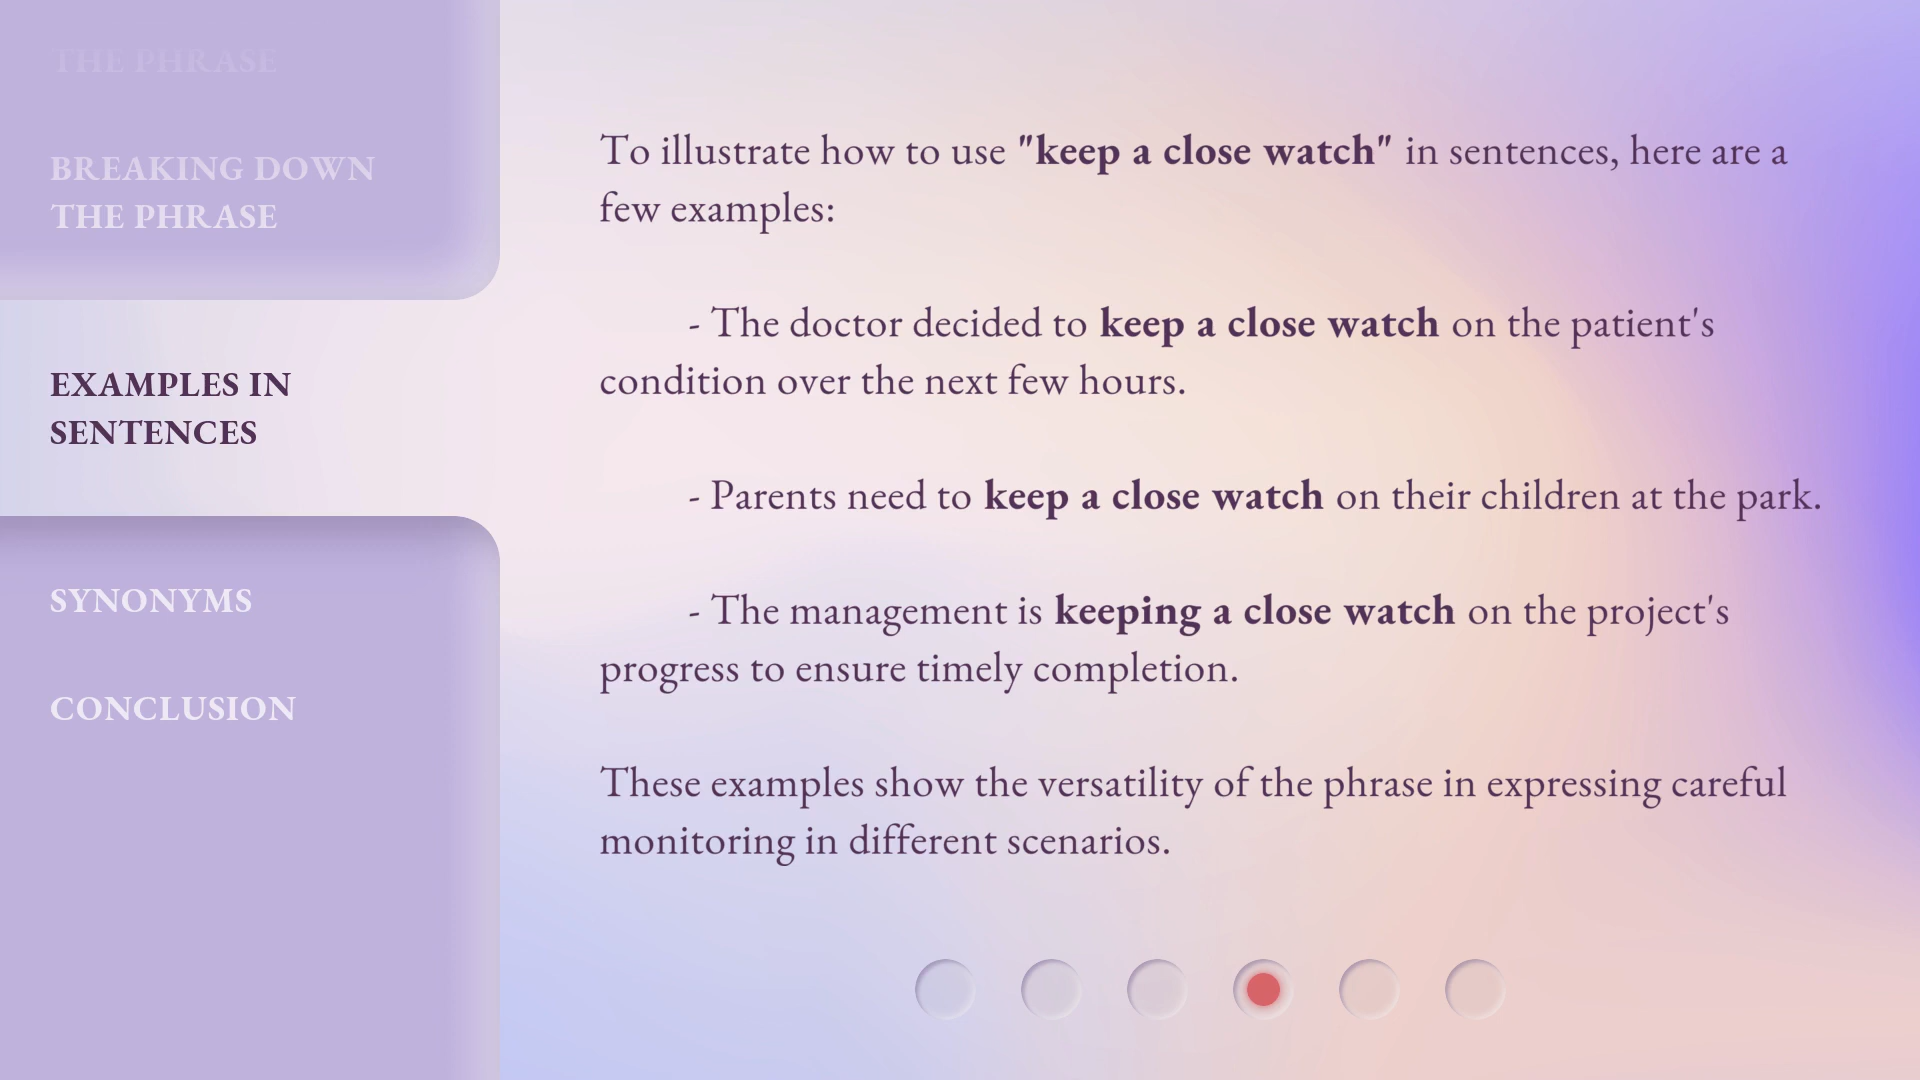 THE PHRASE
BREAKING DOWN
THE PHRASE
EXAMPLES IN
SENTENCES
SYNONYMS
CONCLUSION
To illustrate how to use "keep a close watch" in sentences, here are a
few examples:
- The doctor decided to keep a close watch on the patient's
condition over the next few hours.
- Parents need to keep a close watch on their children at the park.
- The management is keeping a close watch on the project's
progress to ensure timely completion.
These examples show the versatility of the phrase in expressing careful
monitoring in different scenarios.